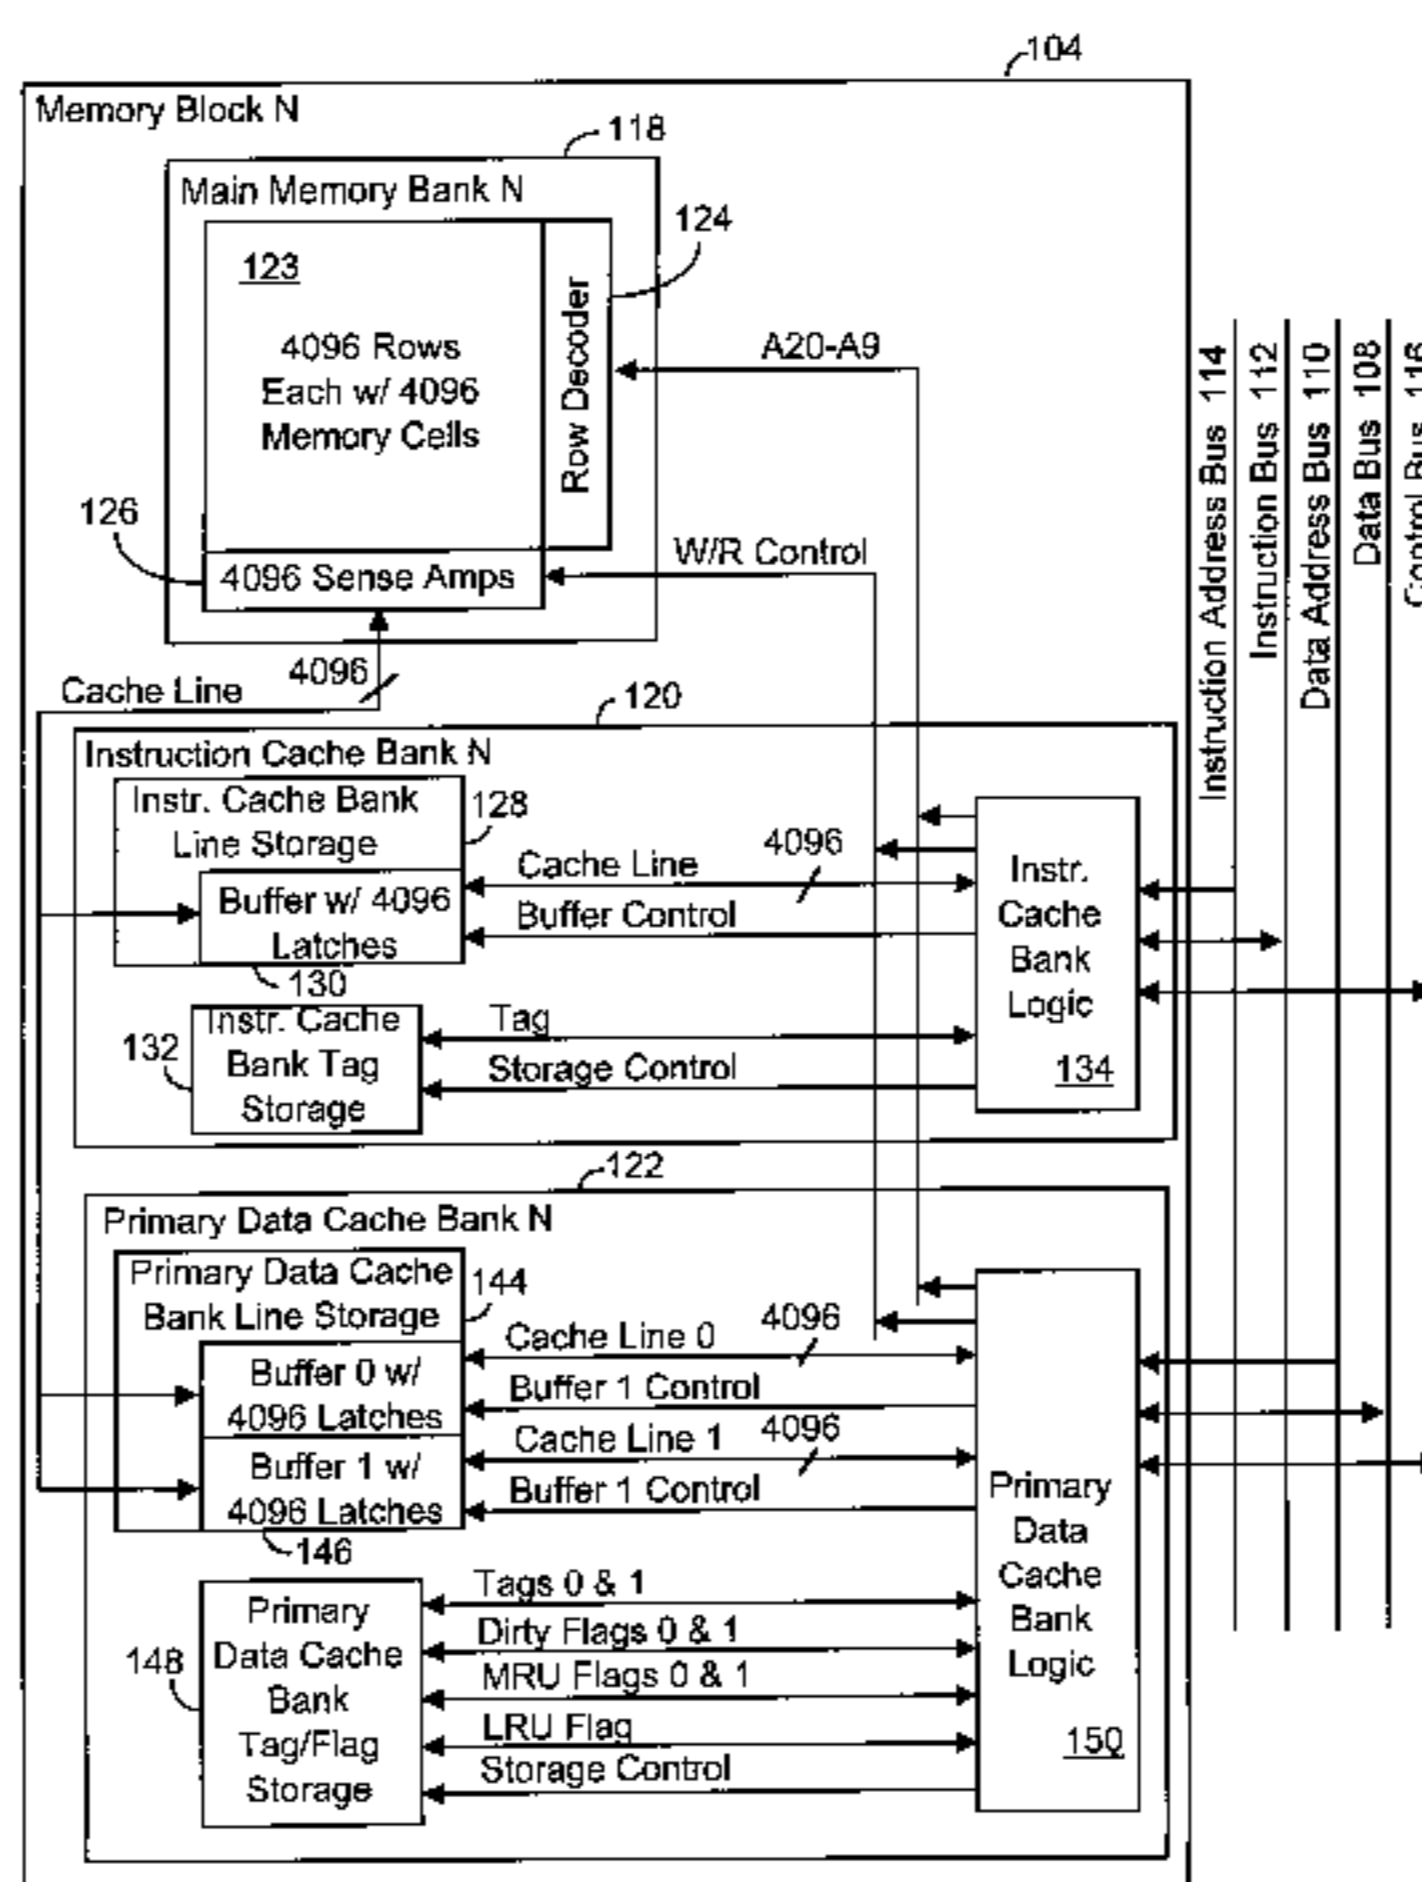 104
Memory Block N
118
Main Memory Bank N
124
123
4096 Rows
Each w/ 4096
Memory Cells
Row Decoder
A20-A9
126
4096 Sense Amps
W/R Control
4096
Cache Line
120
Instruction Cache Bank N
Instr. Cache Bank
Line Storage
128
Buffer w/ 4096
Latches
130
Cache Line
4096
Buffer Control
Instr. Cache
Bank Tag
Storage
132
Tag
Storage Control
Instr.
Cache
Bank
Logic
134
122
Primary Data Cache Bank N
Primary Data Cache
Bank Line Storage
144
Buffer 0 w/
4096 Latches
Buffer 1 w/
4096 Latches
146
Cache Line 0
4096
Buffer 1 Control
Cache Line 1
4096
Buffer 1 Control
Primary
Data Cache
Bank
Tag/Flag
Storage
148
Tags 0 & 1
Dirty Flags 0 & 1
MRU Flags 0 & 1
LRU Flag
Storage Control
Primary
Data
Cache
Bank
Logic
150
Instruction Address Bus 114
Instruction Bus 112
Data Address Bus 110
Data Bus 108
Control Bus 116